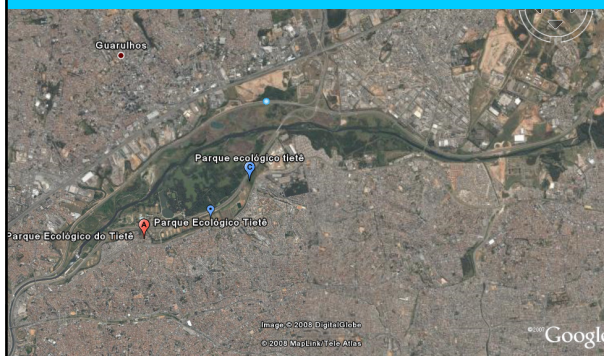 Guarulhos
Parque ecológico tietê
C
A
Parque Ecológico Tietê
Parque Ecológico do Tietê
Image © 2008 DigitalGlobe
© 2008 MapLink/Tele Atlas
©2007 Google